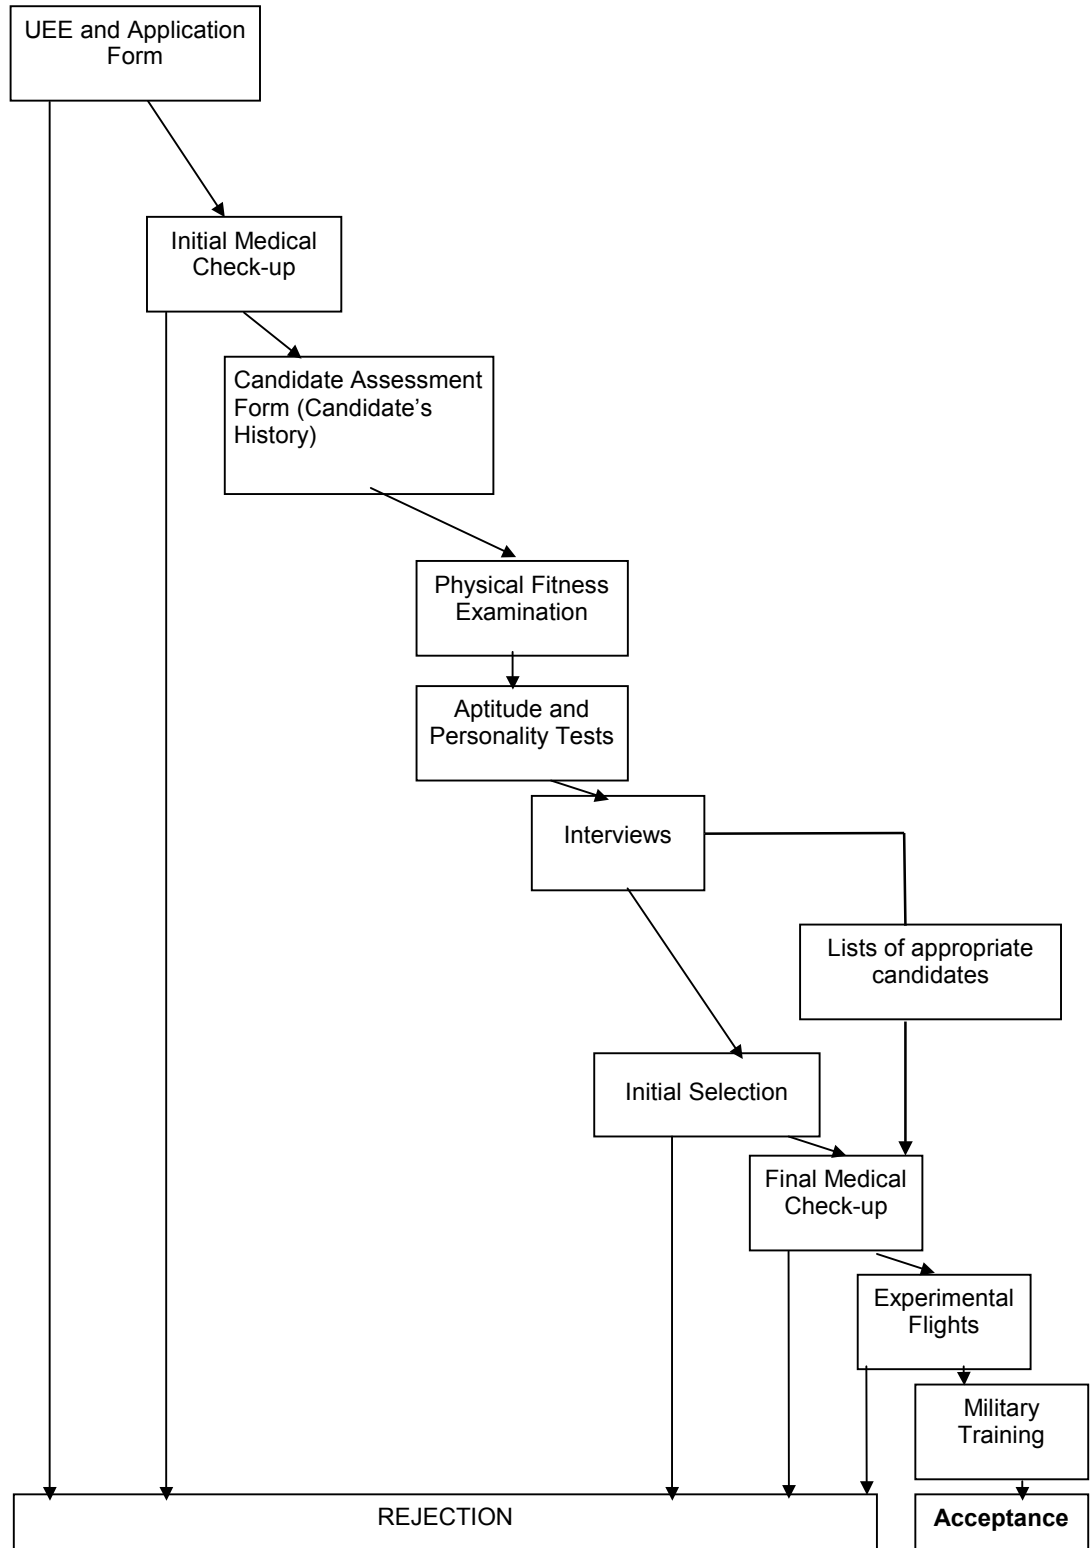 UEE and Application
Form
Initial Medical
Check-up
Candidate Assessment
Form (Candidate’s
History)
Physical Fitness
Examination
Aptitude and
Personality Tests
Interviews
Lists of appropriate
candidates
Initial Selection
Final Medical
Check-up
Experimental
Flights
Military
Training
REJECTION
Acceptance